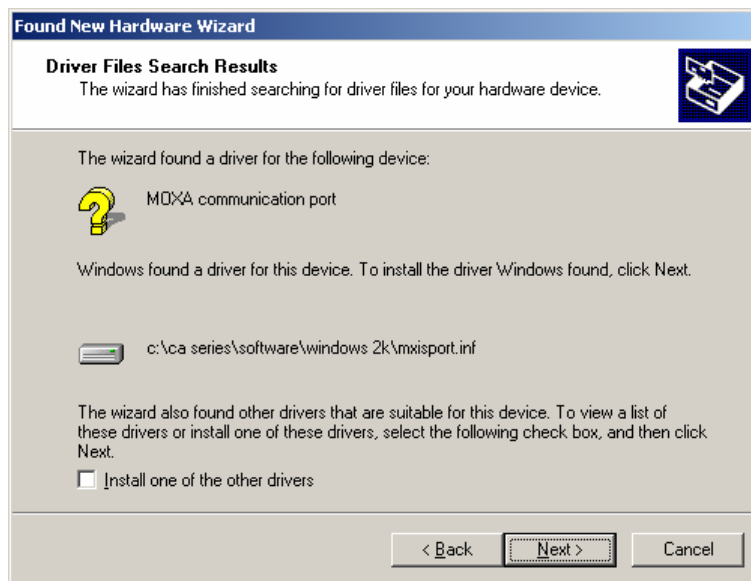 Found New Hardware Wizard
Driver Files Search Results
The wizard has finished searching for driver files for your hardware device.
The wizard found a driver for the following device:
MOXA communication port
Windows found a driver for this device. To install the driver Windows found, click Next.
c:\ca series\software\windows 2k\mxisport.inf
The wizard also found other drivers that are suitable for this device. To view a list of
these drivers or install one of these drivers, select the following check box, and then click
Next.
Install one of the other drivers
< Back Next > Cancel